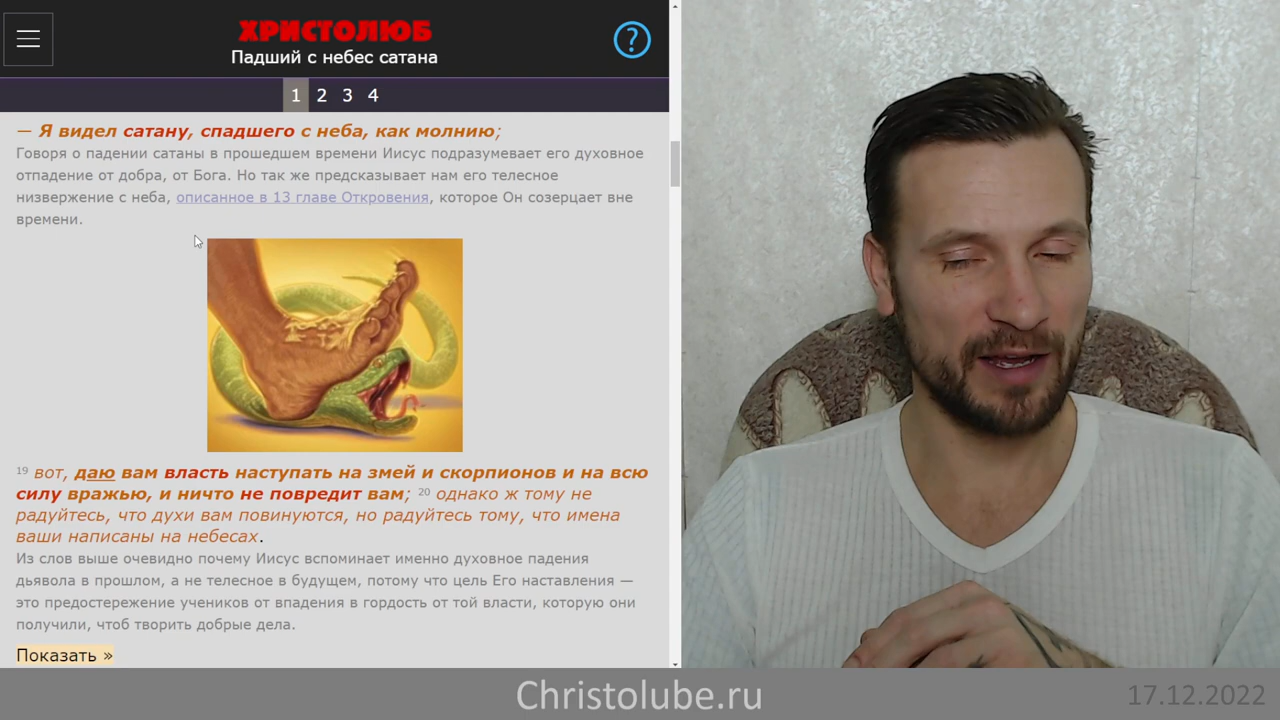 ХРИСТОЛЮБ
Падший с небес сатана
?
1 2 3 4
— Я видел сатану, спадшего с неба, как молнию;
Говоря о падении сатаны в прошедшем времени Иисус подразумевает его духовное
отпадение от добра, от Бога. Но так же предсказывает нам его телесное
низвержение с неба, описанное в 13 главе Откровения, которое Он созерцает вне
времени.
19 вот, даю вам власть наступать на змей и скорпионов и на всю
силу вражью, и ничто не повредит вам; 20 однако ж тому не
радуйтесь, что духи вам повинуются, но радуйтесь тому, что имена
ваши написаны на небесах.
Из слов выше очевидно почему Иисус вспоминает именно духовное падения
дьявола в прошлом, а не телесное в будущем, потому что цель Его наставления —
это предостережение учеников от впадения в гордость от той власти, которую они
получили, чтоб творить добрые дела.
Показать »
Christolube.ru
17.12.2022